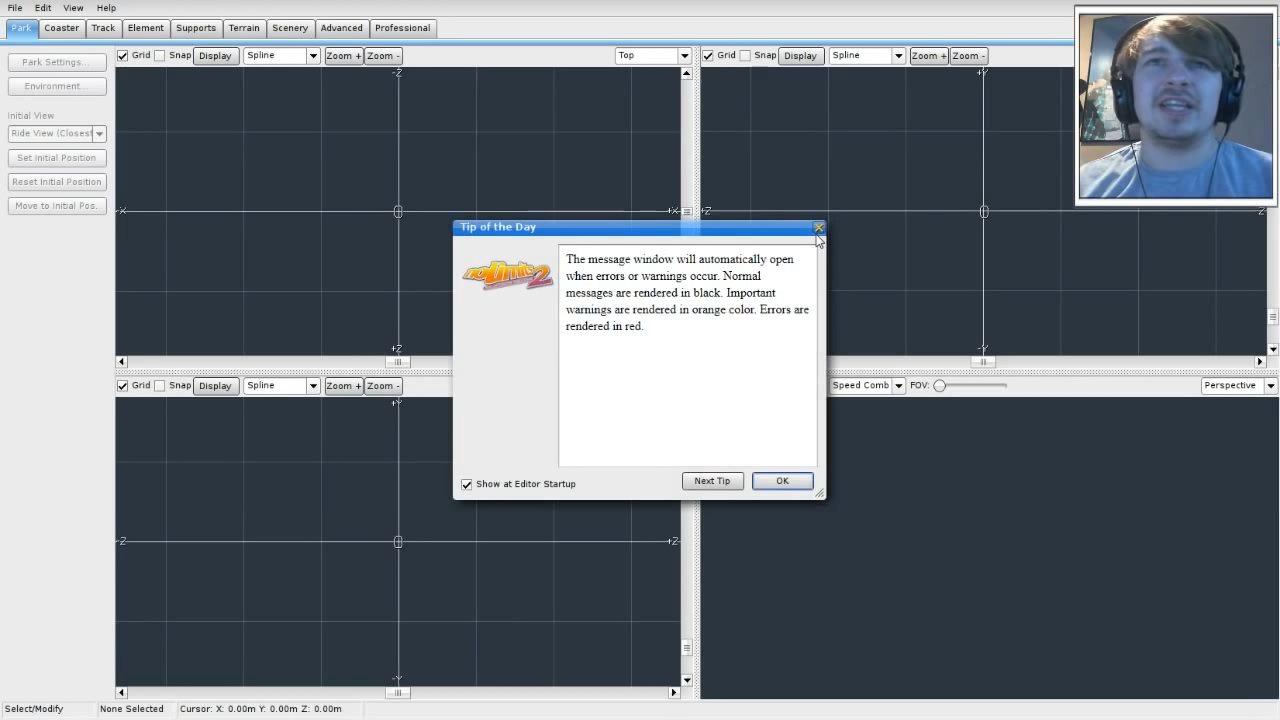 File Edit View Help
Park Coaster Track Element Supports Terrain Scenery Advanced Professional
Grid Snap Display Spline Zoom + Zoom - Top
Grid Snap Display Spline Zoom + Zoom -
Park Settings...
Environment...
Initial View
Ride View (Closest
Set Initial Position
Reset Initial Position
Move to Initial Pos.
-Z
+Y
-X
+X
-Z
Tip of the Day
noLimits 2
The message window will automatically open
when errors or warnings occur. Normal
messages are rendered in black. Important
warnings are rendered in orange color. Errors are
rendered in red.
Show at Editor Startup
Next Tip
OK
+Z
-Y
Grid Snap Display Spline Zoom + Zoom -
Speed Comb FOV: Perspective
+Y
-Z
+Z
-Y
Select/Modify None Selected Cursor: X: 0.00m Y: 0.00m Z: 0.00m